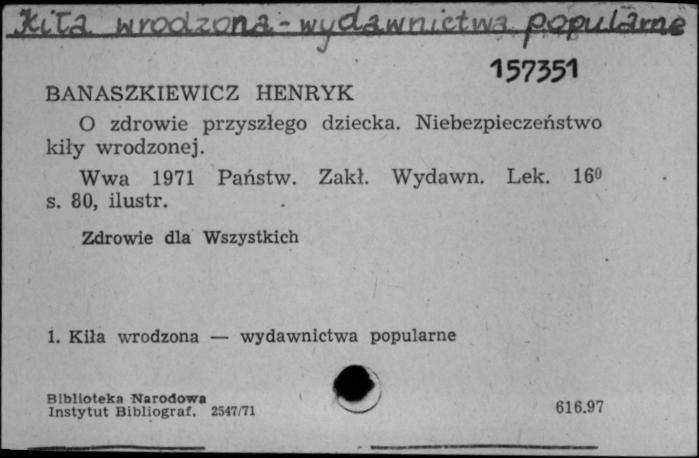 Kiła wrodzona - wydawnictwa popularne
157351
BANASZKIEWICZ HENRYK
O zdrowie przyszłego dziecka. Niebezpieczeństwo
kiły wrodzonej.
Wwa 1971 Państw. Zakł. Wydawn. Lek. 16⁰
s. 80, ilustr.
Zdrowie dla Wszystkich
1. Kiła wrodzona — wydawnictwa popularne
Biblioteka Narodowa
Instytut Bibliograf. 2547/71
616.97